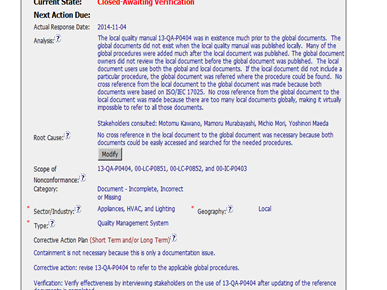 Current State: Closed-Awaiting Verification
Next Action Due:
Actual Response Date: 2014-11-04
Analyse: ? The local quality manual 13-QA-P0404 was in existence much prior to the global documents. The
global documents did not exist when the local quality manual was published locally. Many of the
global procedures were added much after the local document was published. The global document
owners did not review the local document before the global document was published. The local
document users use both the global and local documents. If the local document did not include a
particular procedure, the global document was referred where the procedure could be found. No
cross reference from the local document to the global document was made because both
documents were based on ISO/IEC 17025. No cross reference from the global document to the
local document was made because there are too many local documents globally, making it virtually
impossible to refer to all those documents.
Stakeholders consulted: Motomu Kawano, Mamoru Murabayashi, Michio Mori, Yoshinori Maeda
Root Cause: ? No cross reference in the local document to the global document was necessary because both
documents could be easily accessed and searched for the needed procedures.
Modify
Scope of 13-QA-P0404, 00-LC-P0851, 00-LC-P0852, and 00-IC-P0403
Nonconformance: ?
Category: Document - Incomplete, Incorrect
or Missing
* Sector/Industry: ? Appliances, HVAC, and Lighting * Geography: ? Local
* Type: ? Quality Management System
Corrective Action Plan (Short Term and/or Long Term) ?
Containment is not necessary because this is only a documentation issue.
Corrective action: revise 13-QA-P0404 to refer to the applicable global procedures.
Verification: Verify effectiveness by interviewing stakeholders on the use of 13-QA-P0404 after updating of the reference